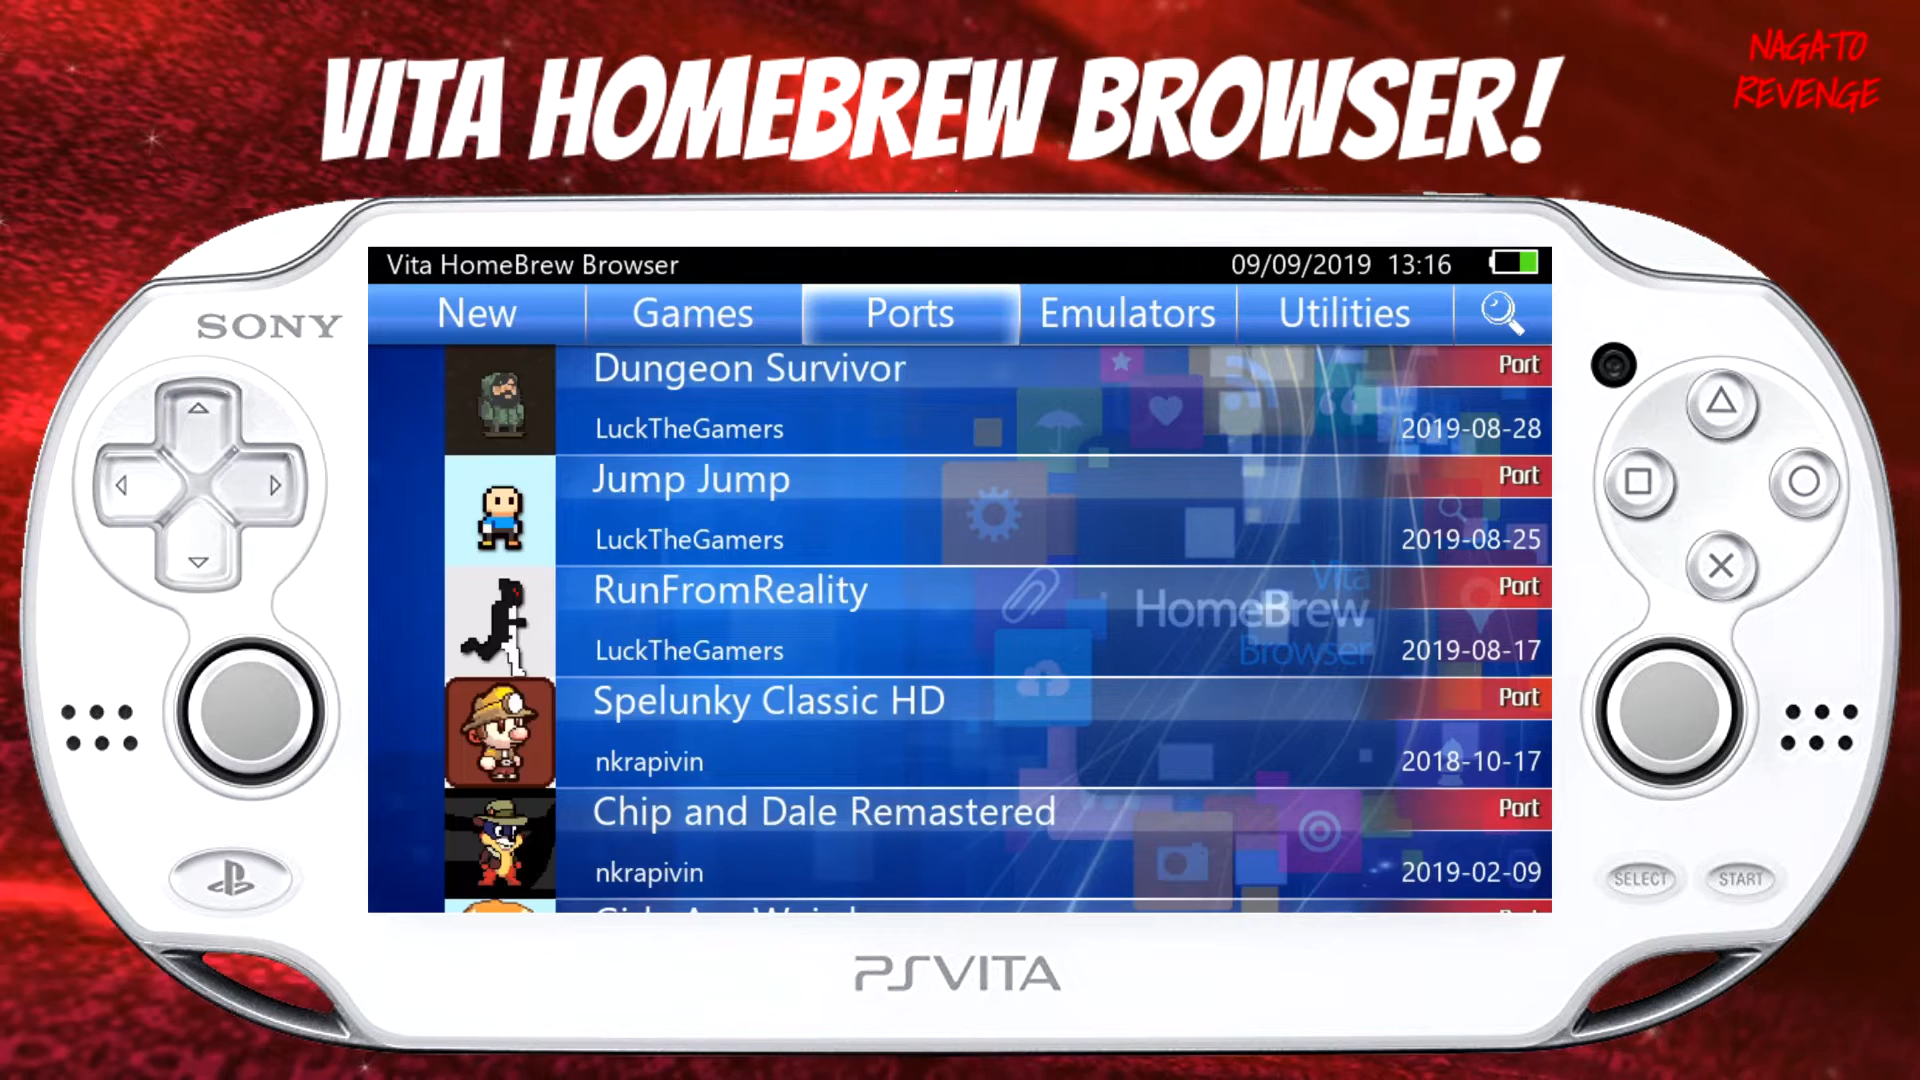 VITA HOMEBREW BROWSER!
NAGATO
REVENGE
SONY
Vita HomeBrew Browser
09/09/2019 13:16
New
Games
Ports
Emulators
Utilities
Dungeon Survivor
Port
LuckTheGamers
2019-08-28
Jump Jump
Port
LuckTheGamers
2019-08-25
RunFromReality
Port
LuckTheGamers
2019-08-17
Vita
HomeBrew
Browser
Spelunky Classic HD
Port
nkrapivin
2018-10-17
Chip and Dale Remastered
Port
nkrapivin
2019-02-09
SELECT
START
PSVITA